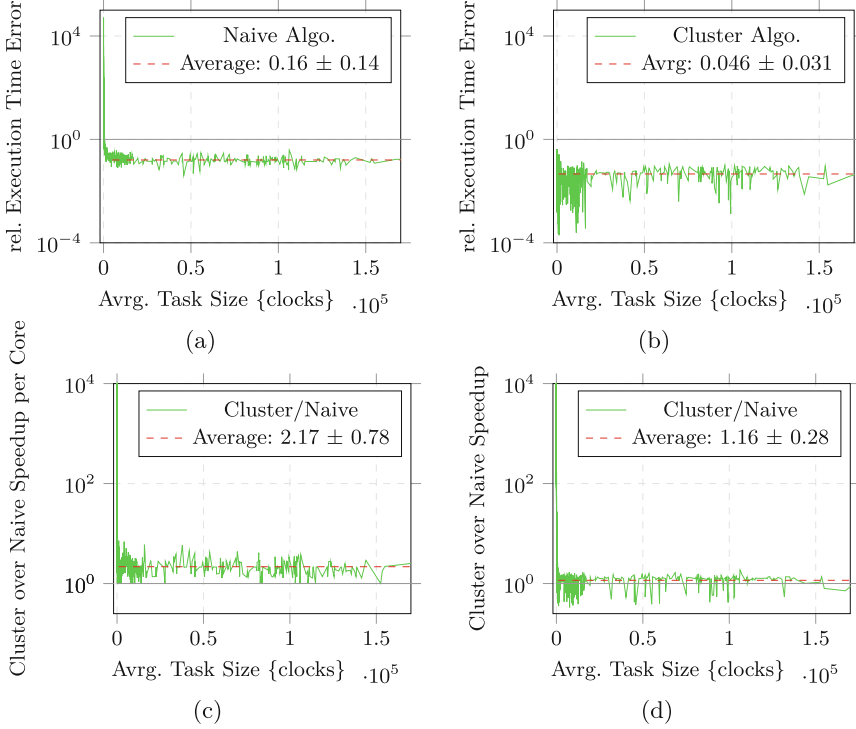 rel. Execution Time Error
10^4
10^0
10^−4
Naive Algo.
Average: 0.16 ± 0.14
0 0.5 1 1.5
Avrg. Task Size {clocks} ·10^5
(a)
rel. Execution Time Error
10^4
10^0
10^−4
Cluster Algo.
Avrg: 0.046 ± 0.031
0 0.5 1 1.5
Avrg. Task Size {clocks} ·10^5
(b)
Cluster over Naive Speedup per Core
10^4
10^2
10^0
Cluster/Naive
Average: 2.17 ± 0.78
0 0.5 1 1.5
Avrg. Task Size {clocks} ·10^5
(c)
Cluster over Naive Speedup
10^4
10^2
10^0
Cluster/Naive
Average: 1.16 ± 0.28
0 0.5 1 1.5
Avrg. Task Size {clocks} ·10^5
(d)